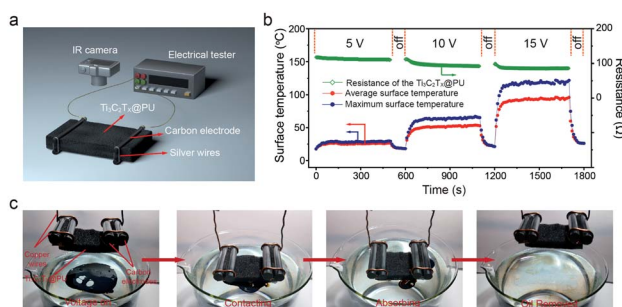 a
IR camera
Electrical tester
Ti₃C₂Tₓ@PU
Carbon electrode
Silver wires
b
5 V
off
10 V
off
15 V
off
Surface temperature (ºC)
200
150
100
50
0
200
100
0
Resistance (Ω)
Resistance of the Ti₃C₂Tₓ@PU
Average surface temperature
Maximum surface temperature
0 300 600 900 1200 1500 1800
Time (s)
c
Copper
wires
Carbon
electrodes
Contacting
Absorbing
Oil Removal